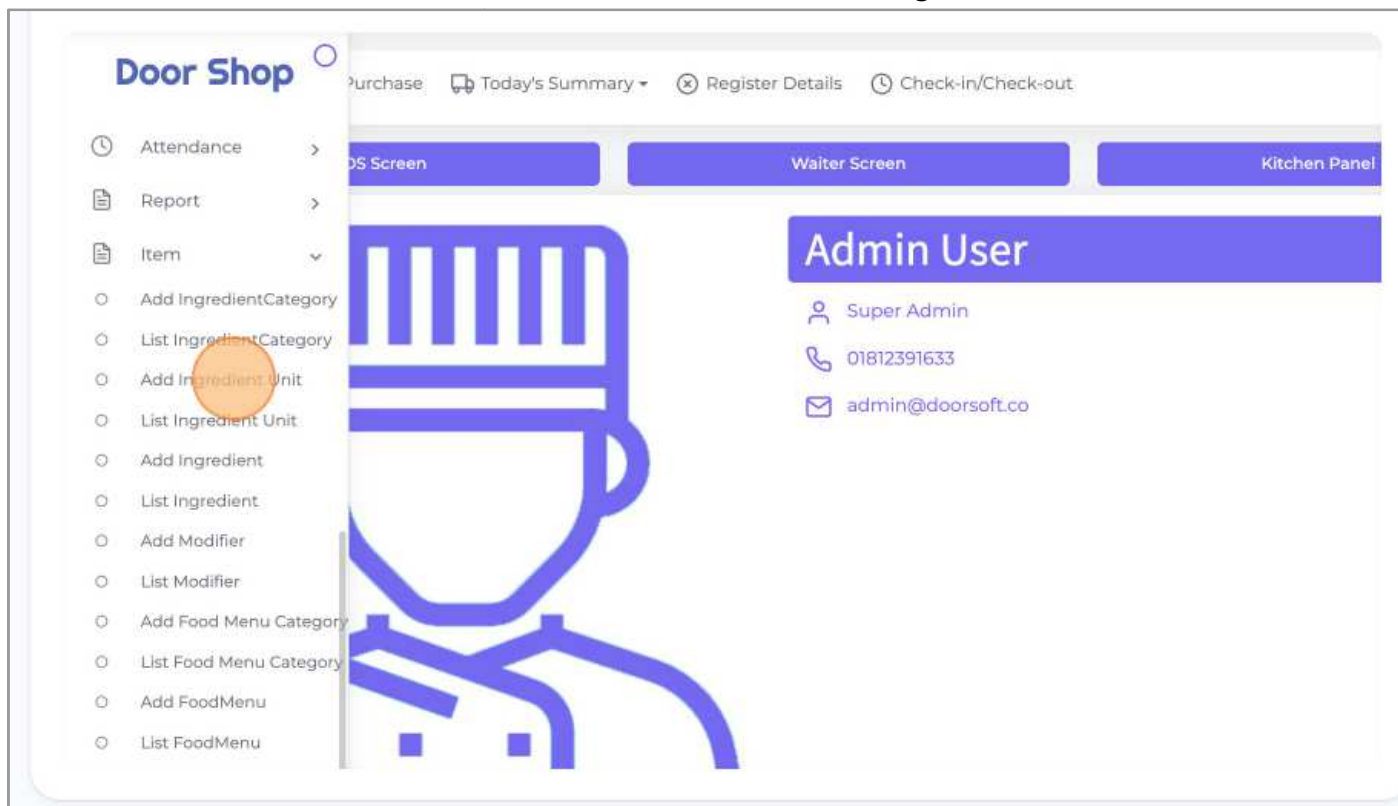 Door Shop
Purchase Today's Summary Register Details Check-in/Check-out
Attendance
Report
Item
Add IngredientCategory
List IngredientCategory
Add Ingredient Unit
List Ingredient Unit
Add Ingredient
List Ingredient
Add Modifier
List Modifier
Add Food Menu Category
List Food Menu Category
Add FoodMenu
List FoodMenu
OS Screen
Waiter Screen
Kitchen Panel
Admin User
Super Admin
01812391633
admin@doorsoft.co